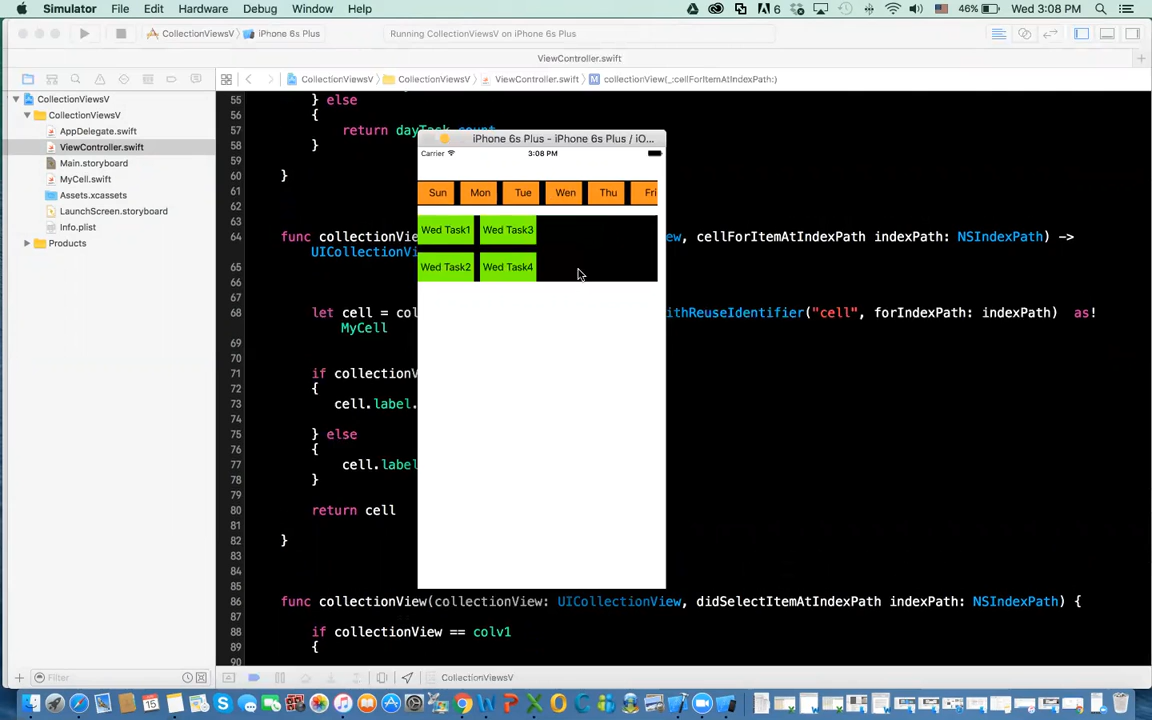 Simulator File Edit Hardware Debug Window Help 6 46% Wed 3:08 PM
CollectionViewsV iPhone 6s Plus Running CollectionViewsV on iPhone 6s Plus
ViewController.swift
CollectionViewsV CollectionViewsV ViewController.swift M collectionView(_:cellForItemAtIndexPath:)
CollectionViewsV
CollectionViewsV
AppDelegate.swift
ViewController.swift
Main.storyboard
MyCell.swift
Assets.xcassets
LaunchScreen.storyboard
Info.plist
Products
55 } else
56 {
57 return dayTask.count
58 }
59
60 }
61
62
63
64 func collectionView, cellForItemAtIndexPath indexPath: NSIndexPath) ->
UICollectionVi
65
66
67
68 let cell = col ithReuseIdentifier("cell", forIndexPath: indexPath) as!
MyCell
69
70
71 if collectionV
72 {
73 cell.label.
74
75 } else
76 {
77 cell.label
78 }
79
80 return cell
81
82 }
83
84
85
86 func collectionView(collectionView: UICollectionView, didSelectItemAtIndexPath indexPath: NSIndexPath) {
87
88 if collectionView == colv1
89 {
90
iPhone 6s Plus - iPhone 6s Plus / iO...
Carrier 3:08 PM
Sun Mon Tue Wen Thu Fri
Wed Task1 Wed Task3
Wed Task2 Wed Task4
Filter CollectionViewsV
15